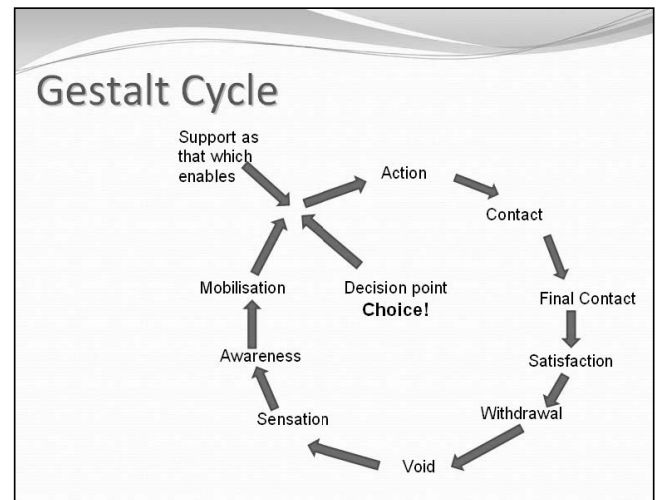 Gestalt Cycle
Support as
that which
enables
Action
Contact
Mobilisation
Decision point
Choice!
Final Contact
Awareness
Satisfaction
Sensation
Withdrawal
Void